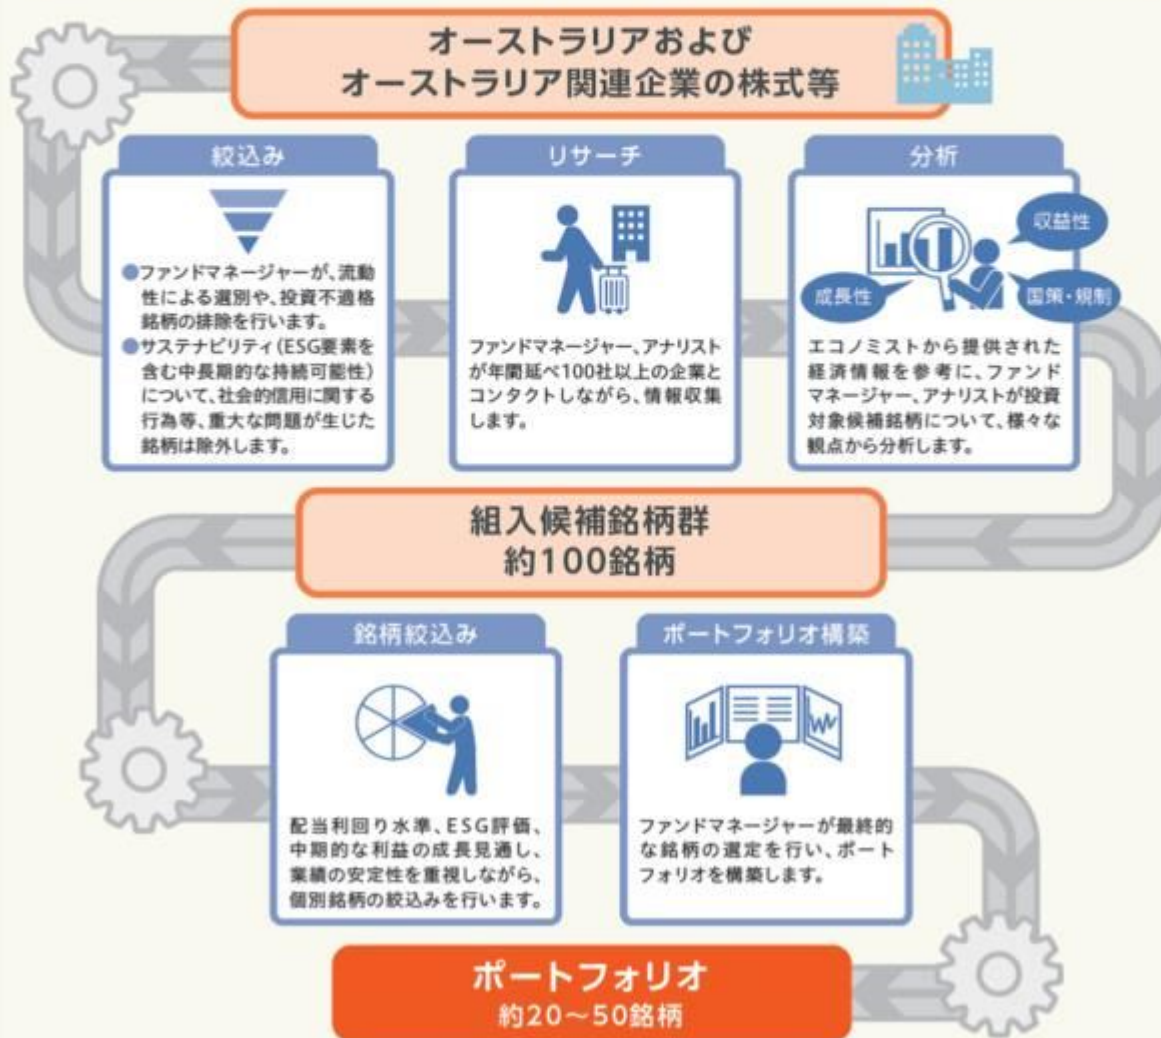 オーストラリアおよび
オーストラリア関連企業の株式等
絞込み
●ファンドマネージャーが、流動
性による選別や、投資不適格
銘柄の排除を行います。
●サステナビリティ(ESG要素を
含む中長期的な持続可能性)
について、社会的信用に関する
行為等、重大な問題が生じた
銘柄は除外します。
リサーチ
ファンドマネージャー、アナリスト
が年間延べ100社以上の企業と
コンタクトしながら、情報収集
します。
分析
収益性
成長性
国策・規制
エコノミストから提供された
経済情報を参考に、ファンド
マネージャー、アナリストが投資
対象候補銘柄について、様々な
観点から分析します。
組入候補銘柄群
約100銘柄
銘柄絞込み
配当利回り水準、ESG評価、
中期的な利益の成長見通し、
業績の安定性を重視しながら、
個別銘柄の絞込みを行います。
ポートフォリオ構築
ファンドマネージャーが最終的
な銘柄の選定を行い、ポート
フォリオを構築します。
ポートフォリオ
約20～50銘柄